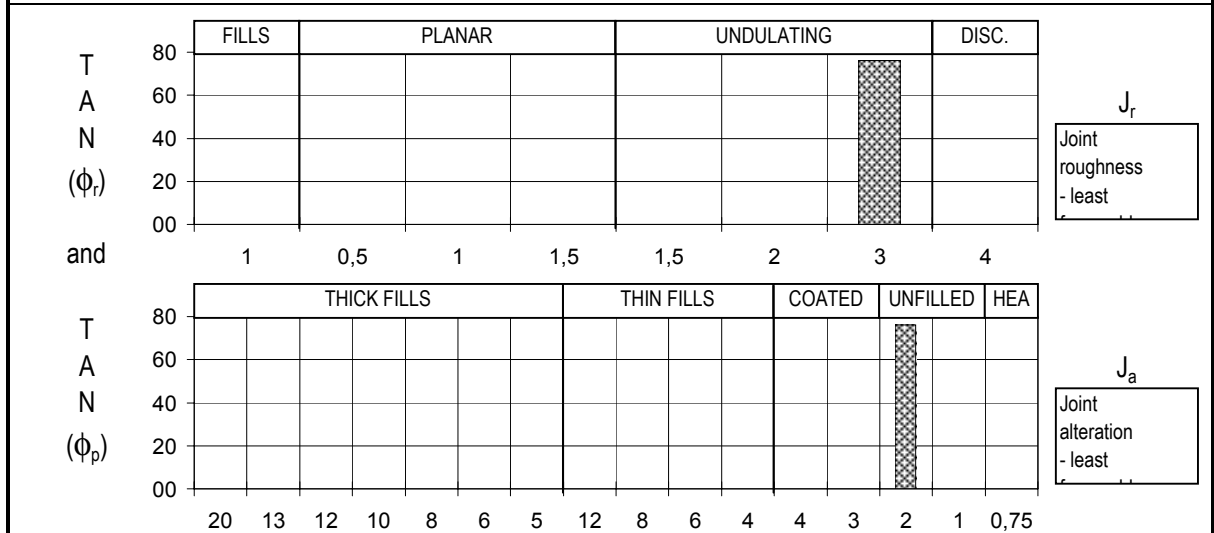 FILLS PLANAR UNDULATING DISC.
80
60
40
20
00
T
A
N
(ϕr)
1 0,5 1 1,5 1,5 2 3 4
Jr
Joint
roughness
- least
and
THICK FILLS THIN FILLS COATED UNFILLED HEA
80
60
40
20
00
T
A
N
(ϕp)
20 13 12 10 8 6 5 12 8 6 4 4 3 2 1 0,75
Ja
Joint
alteration
- least